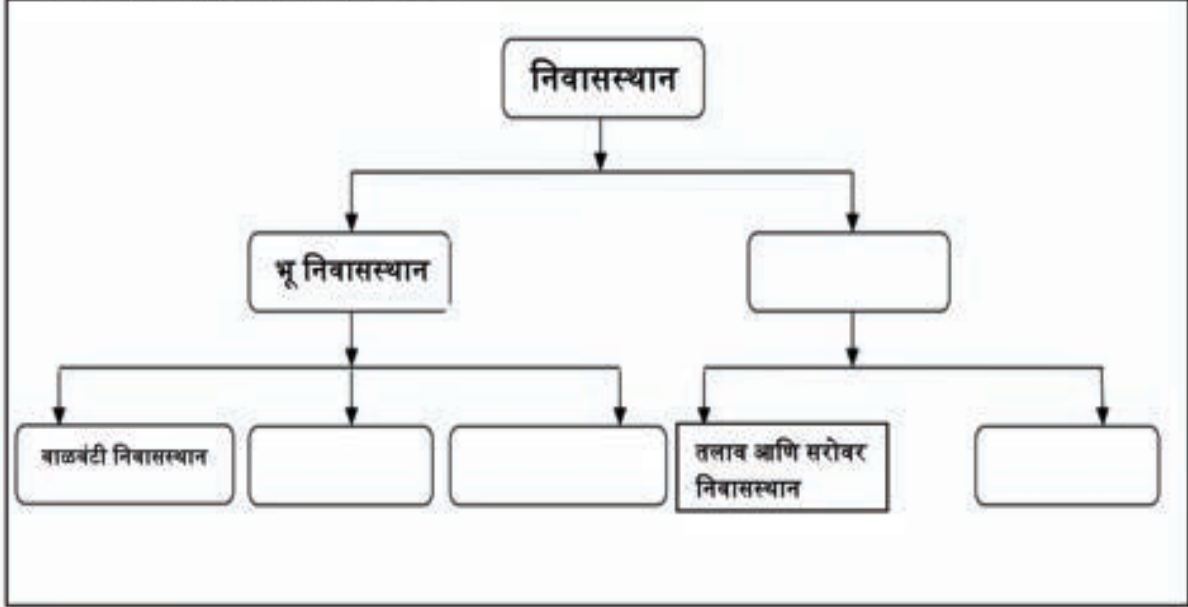 निवासस्थान
भू निवासस्थान
वाळवंटी निवासस्थान
तलाव आणि सरोवर
निवासस्थान